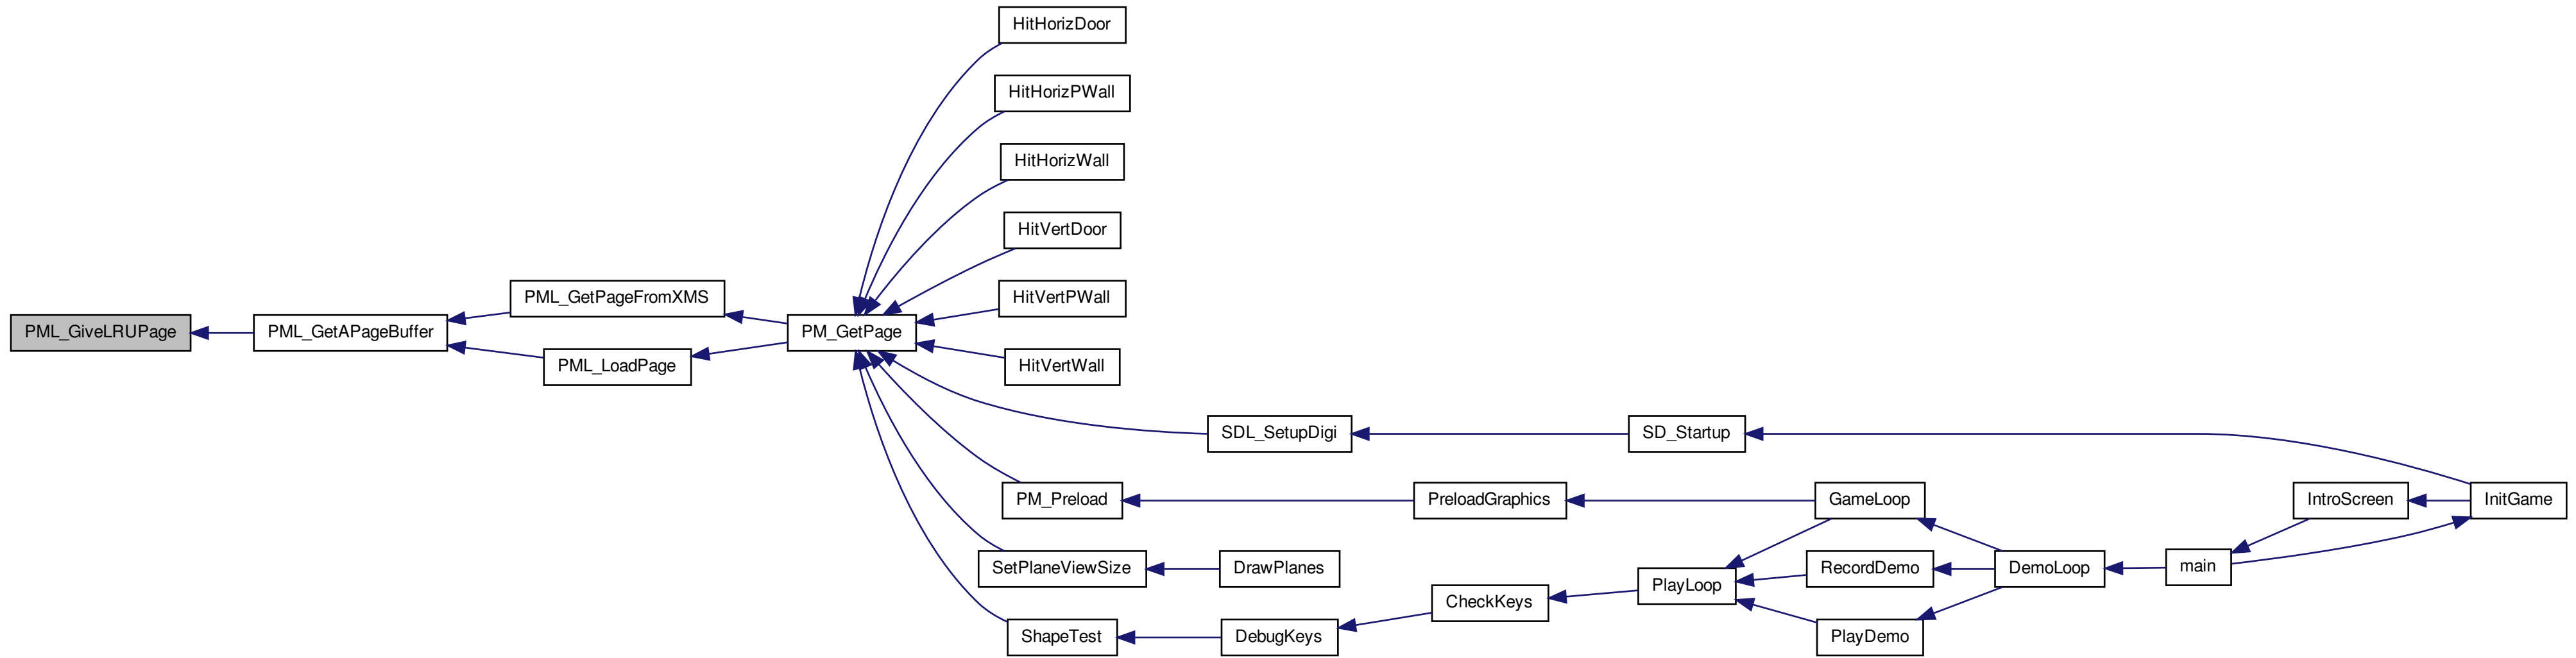 HitHorizDoor
HitHorizPWall
HitHorizWall
HitVertDoor
PML_GetPageFromXMS
HitVertPWall
PML_GiveLRUPage
PML_GetAPageBuffer
PM_GetPage
PML_LoadPage
HitVertWall
SDL_SetupDigi
SD_Startup
PM_Preload
PreloadGraphics
GameLoop
IntroScreen
InitGame
SetPlaneViewSize
DrawPlanes
RecordDemo
DemoLoop
main
PlayLoop
CheckKeys
ShapeTest
DebugKeys
PlayDemo